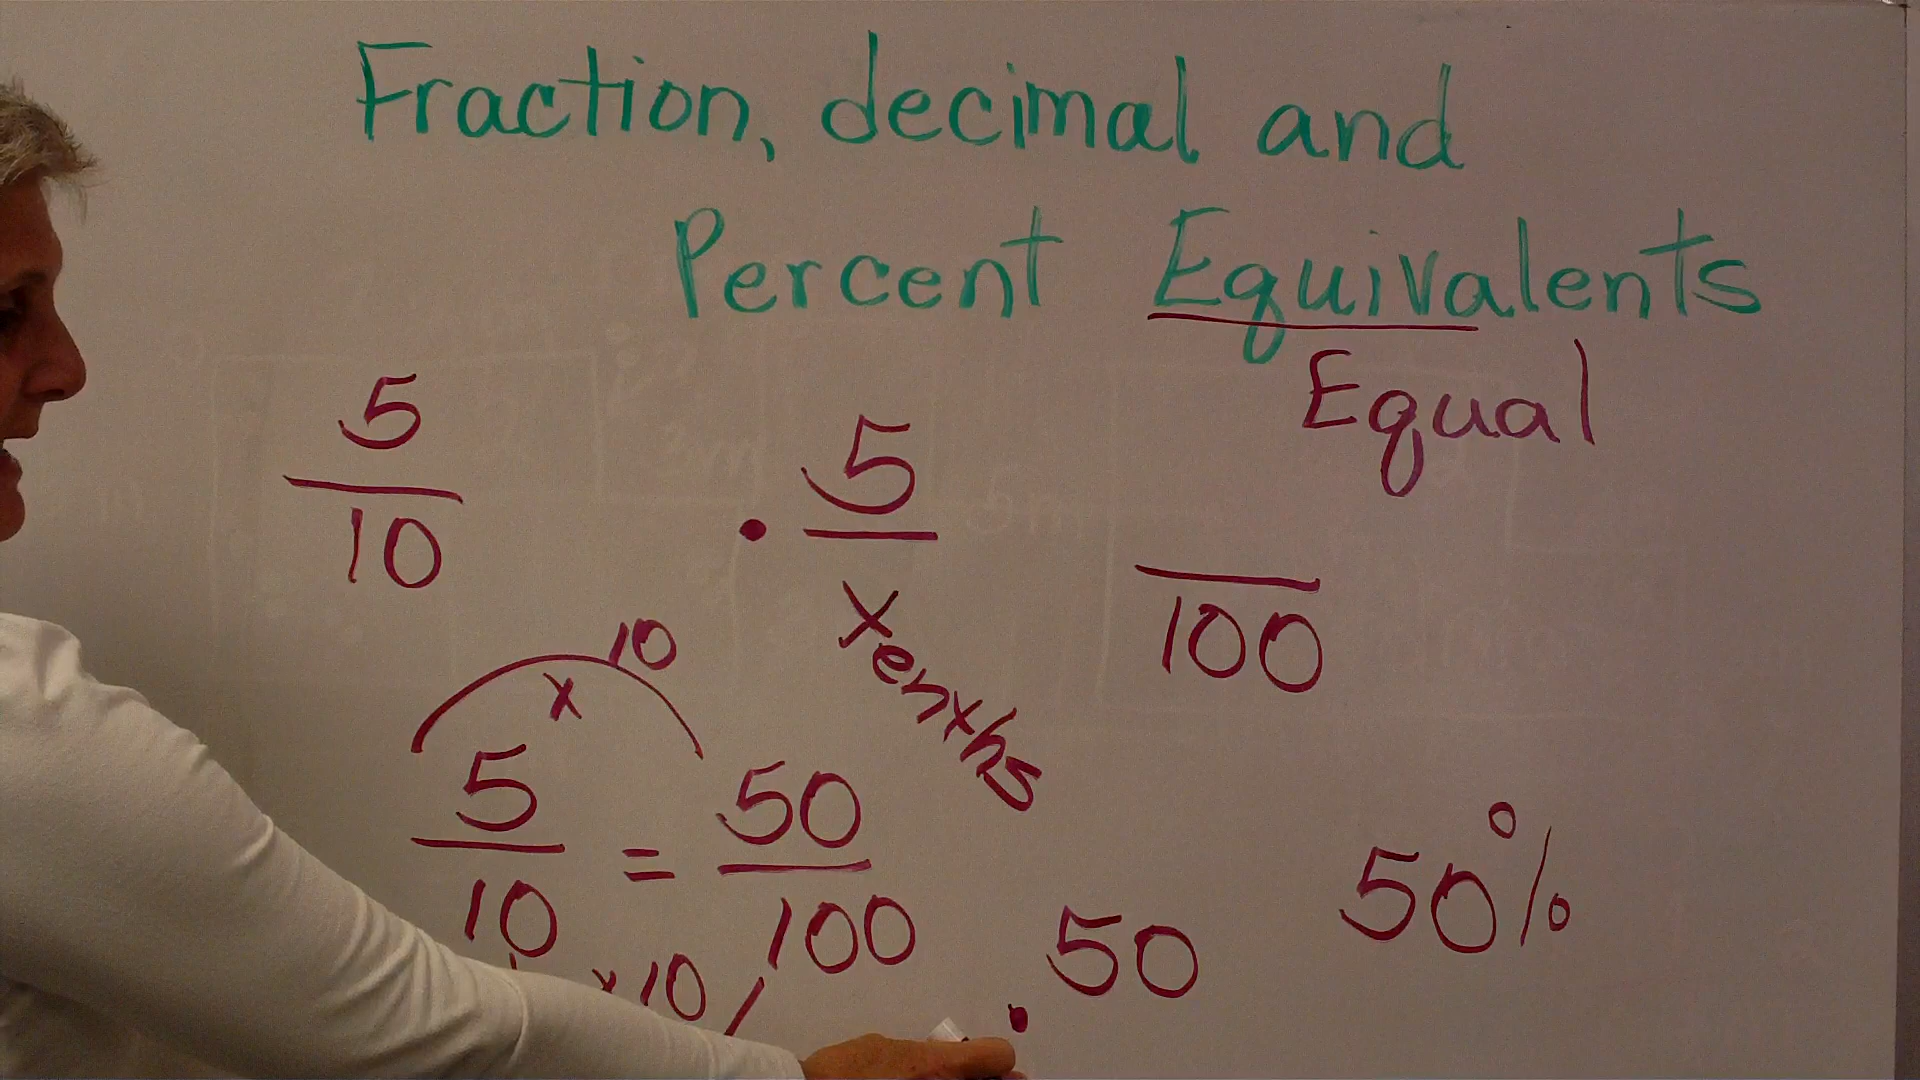 Fraction, decimal and
Percent Equivalents
Equal
5
10
. 5
tenths
100
x 10
5
10
=
50
100
x10
.50
50%